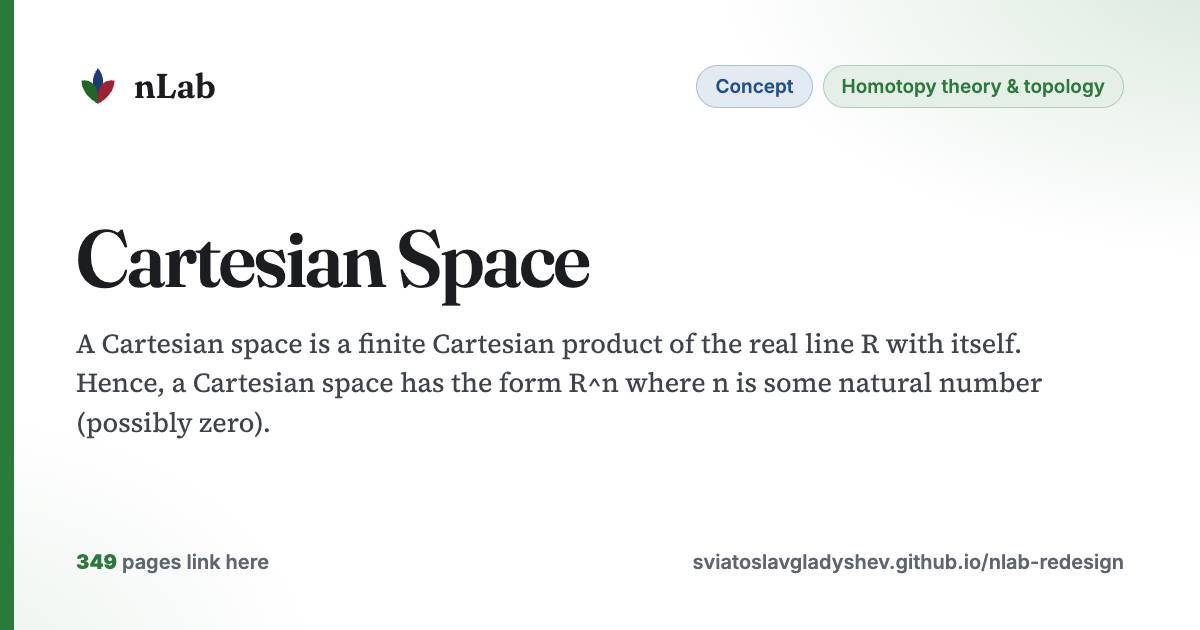 nLab
Concept
Homotopy theory & topology
Cartesian Space
A Cartesian space is a finite Cartesian product of the real line R with itself.
Hence, a Cartesian space has the form R^n where n is some natural number
(possibly zero).
349 pages link here
sviatoslavgladyshev.github.io/nlab-redesign